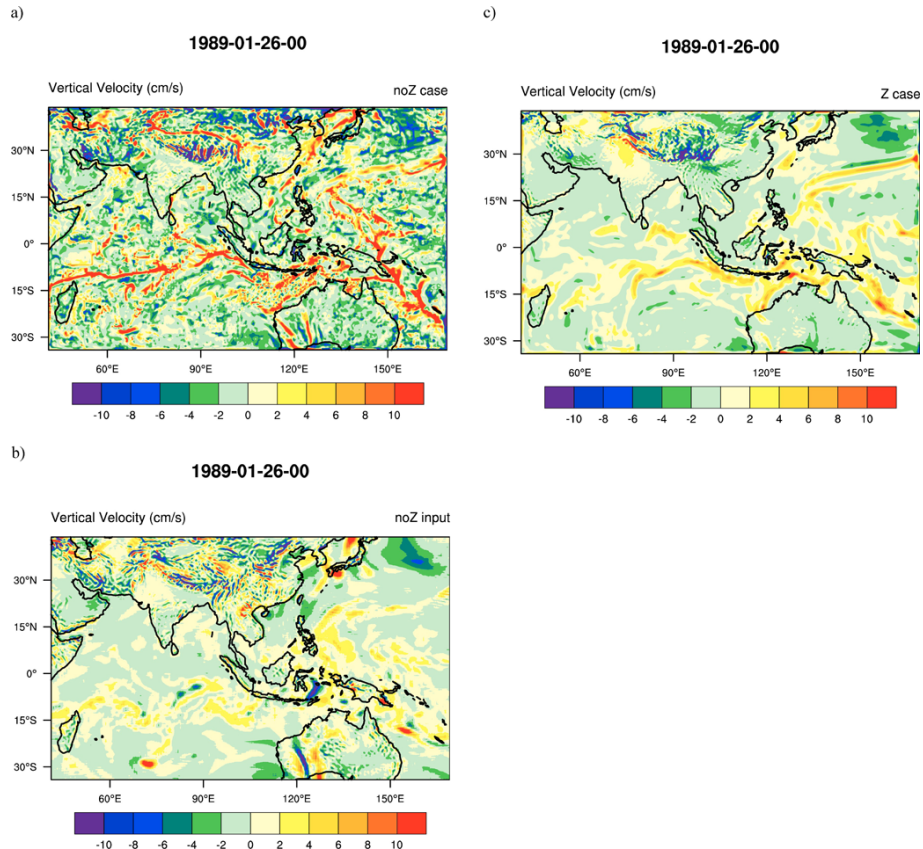 a)
1989-01-26-00
Vertical Velocity (cm/s) noZ case
30°N
15°N
0°
15°S
30°S
60°E 90°E 120°E 150°E
-10 -8 -6 -4 -2 0 2 4 6 8 10
b)
1989-01-26-00
Vertical Velocity (cm/s) noZ input
30°N
15°N
0°
15°S
30°S
60°E 90°E 120°E 150°E
-10 -8 -6 -4 -2 0 2 4 6 8 10
c)
1989-01-26-00
Vertical Velocity (cm/s) Z case
30°N
15°N
0°
15°S
30°S
60°E 90°E 120°E 150°E
-10 -8 -6 -4 -2 0 2 4 6 8 10